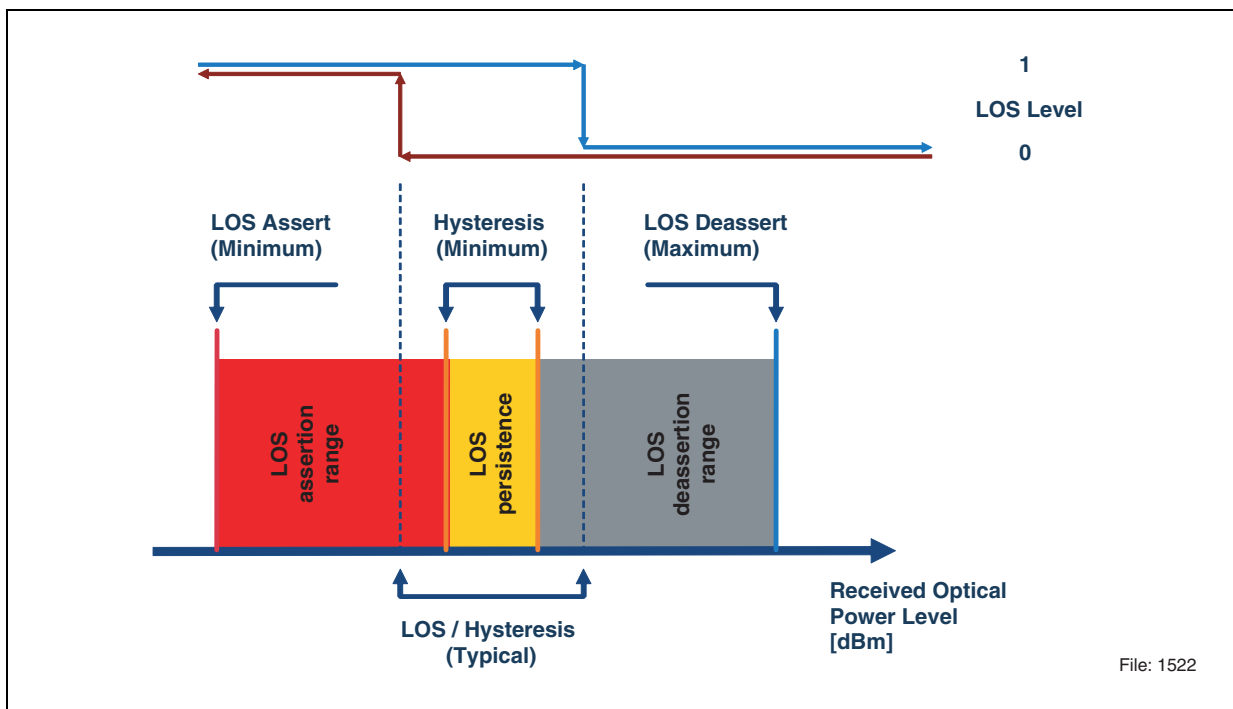 1
LOS Level
0
LOS Assert
(Minimum)
Hysteresis
(Minimum)
LOS Deassert
(Maximum)
LOS
assertion
range
LOS
persistence
LOS
deassertion
range
LOS / Hysteresis
(Typical)
Received Optical
Power Level
[dBm]
File: 1522